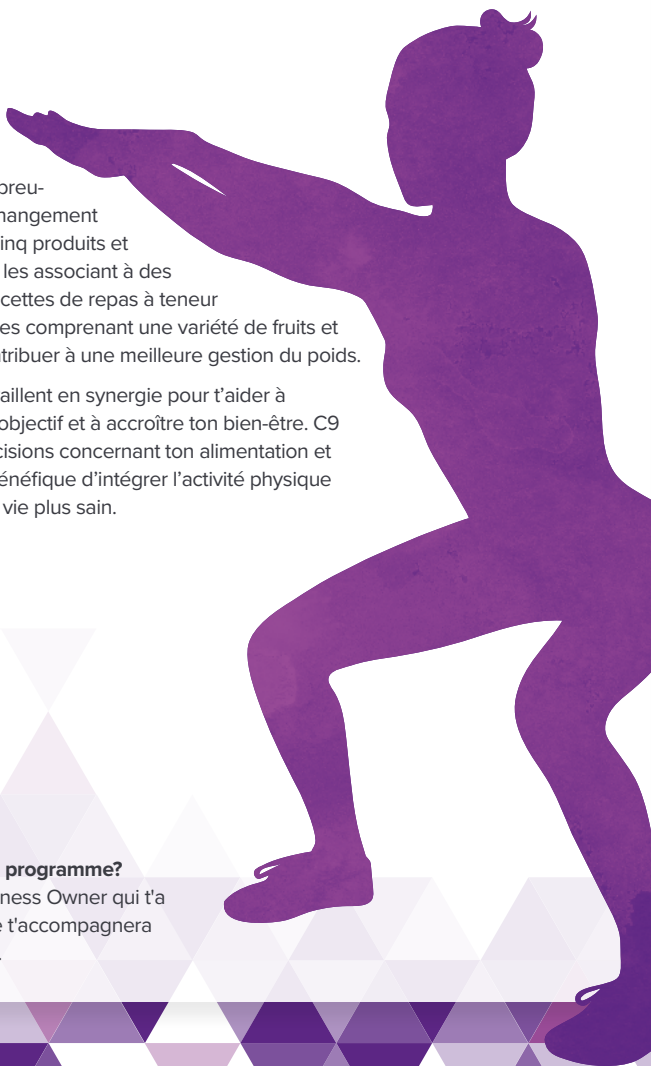 preu-
hangement
inq produits et
les associant à des
cettes de repas à teneur
es comprenant une variété de fruits et
tribuer à une meilleure gestion du poids.
aillent en synergie pour t’aider à
objectif et à accroître ton bien-être. C9
cisions concernant ton alimentation et
énéfique d’intégrer l’activité physique
vie plus sain.
programme?
ness Owner qui t'a
e t'accompagnera
.